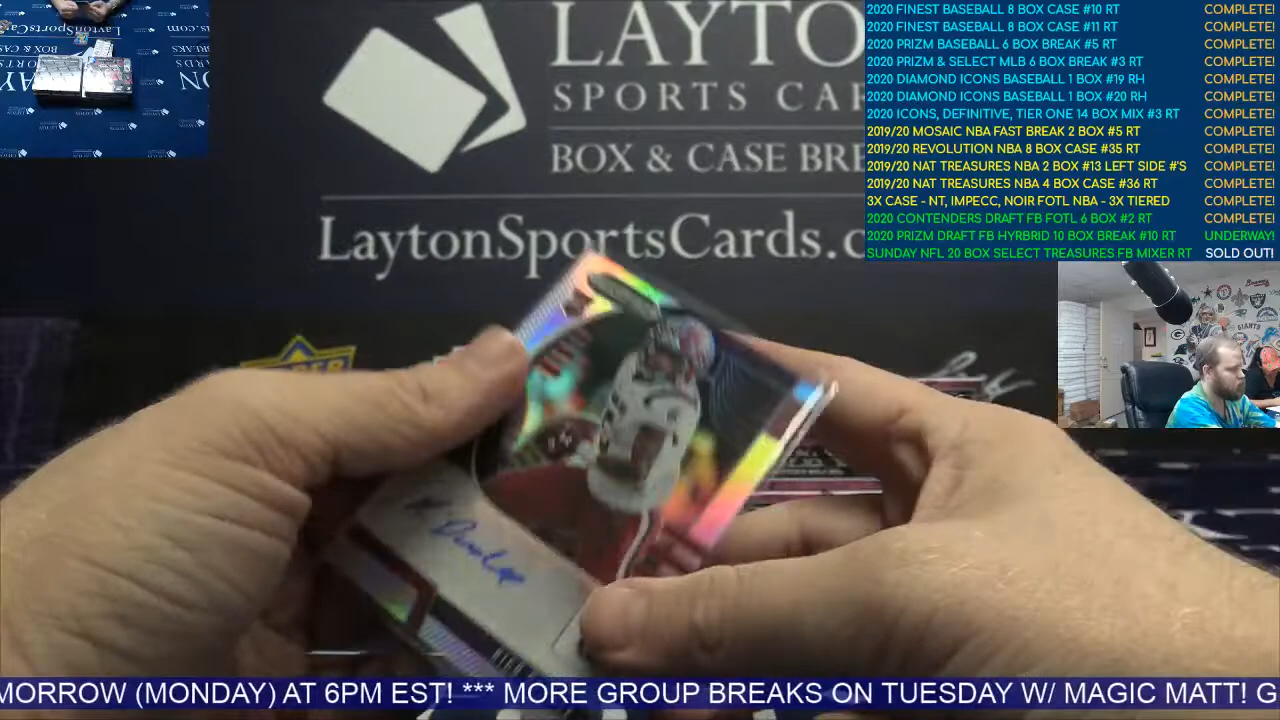 LAYTO
SPORTS CAR
BOX & CASE BRE
LaytonSportsCards.c
2020 FINEST BASEBALL 8 BOX CASE #10 RT COMPLETE!
2020 FINEST BASEBALL 8 BOX CASE #11 RT COMPLETE!
2020 PRIZM BASEBALL 6 BOX BREAK #5 RT COMPLETE!
2020 PRIZM & SELECT MLB 6 BOX BREAK #3 RT COMPLETE!
2020 DIAMOND ICONS BASEBALL 1 BOX #19 RH COMPLETE!
2020 DIAMOND ICONS BASEBALL 1 BOX #20 RH COMPLETE!
2020 ICONS, DEFINITIVE, TIER ONE 14 BOX MIX #3 RT COMPLETE!
2019/20 MOSAIC NBA FAST BREAK 2 BOX #5 RT COMPLETE!
2019/20 REVOLUTION NBA 8 BOX CASE #35 RT COMPLETE!
2019/20 NAT TREASURES NBA 2 BOX #13 LEFT SIDE #'S COMPLETE!
2019/20 NAT TREASURES NBA 4 BOX CASE #36 RT COMPLETE!
3X CASE - NT, IMPECC, NOIR FOTL NBA - 3X TIERED COMPLETE!
2020 CONTENDERS DRAFT FB FOTL 6 BOX #2 RT COMPLETE!
2020 PRIZM DRAFT FB HYRBRID 10 BOX BREAK #10 RT UNDERWAY!
SUNDAY NFL 20 BOX SELECT TREASURES FB MIXER RT SOLD OUT!
MORROW (MONDAY) AT 6PM EST! *** MORE GROUP BREAKS ON TUESDAY W/ MAGIC MATT! G